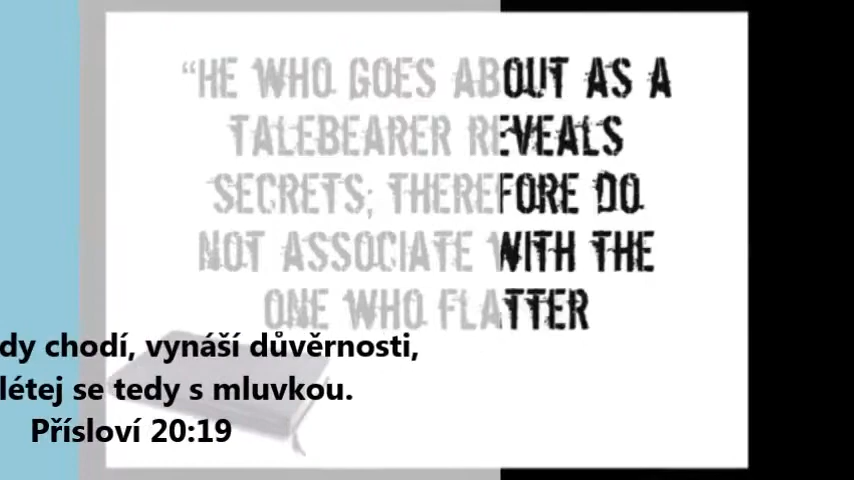 “HE WHO GOES ABOUT AS A
TALEBEARER REVEALS
SECRETS; THEREFORE DO
NOT ASSOCIATE WITH THE
ONE WHO FLATTER
dy chodí, vynáší důvěrnosti,
létej se tedy s mluvkou.
Přísloví 20:19